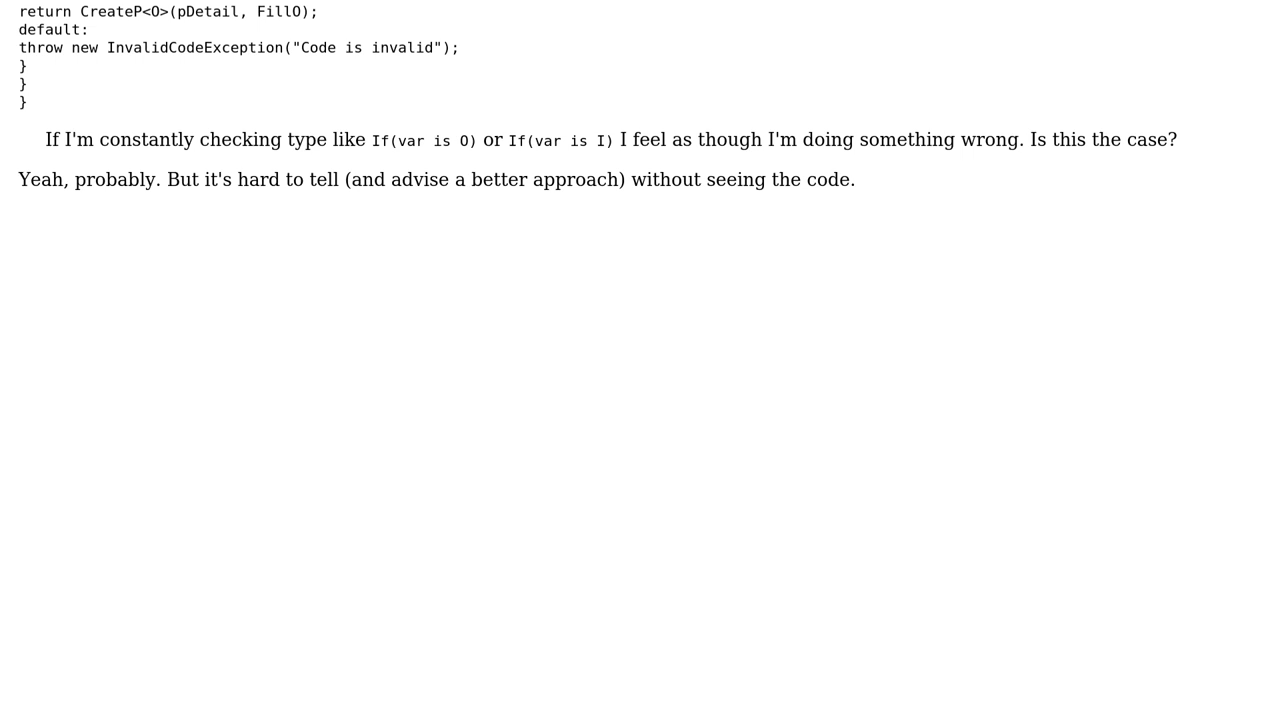 return CreateP<O>(pDetail, FillO);
default:
throw new InvalidCodeException("Code is invalid");
}
}
}
If I'm constantly checking type like If(var is O) or If(var is I) I feel as though I'm doing something wrong. Is this the case?
Yeah, probably. But it's hard to tell (and advise a better approach) without seeing the code.